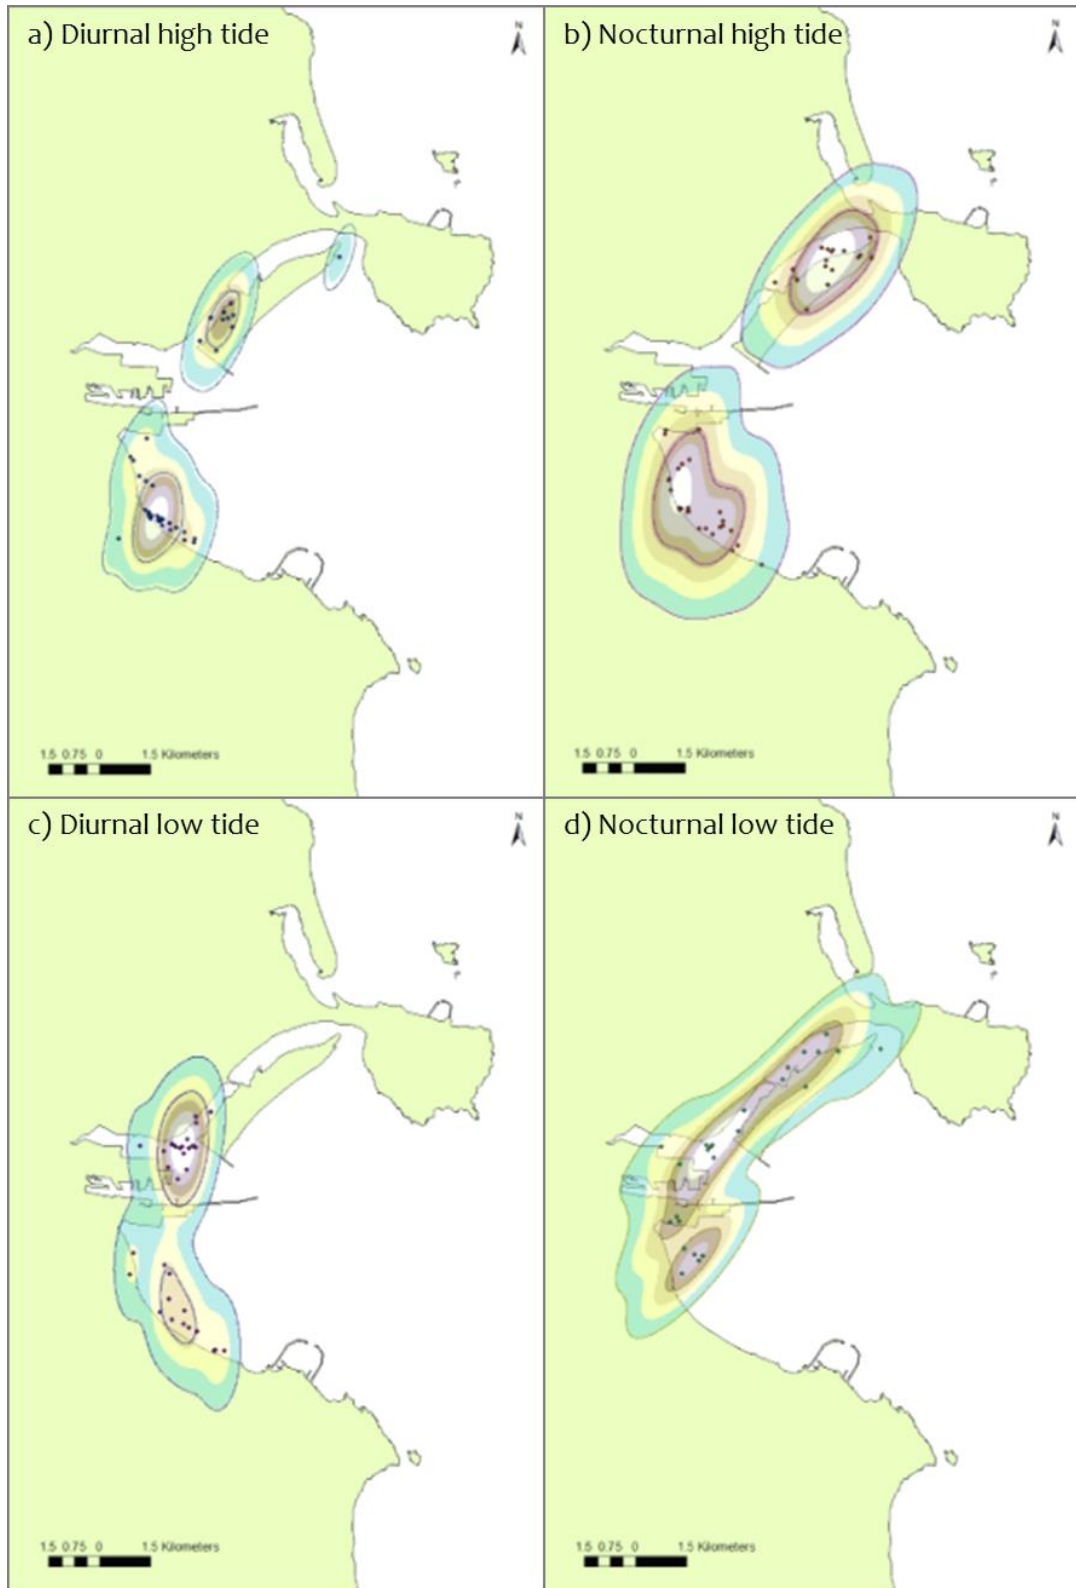 a) Diurnal high tide
N
b) Nocturnal high tide
N
1.5 0.75 0 1.5 Kilometers
1.5 0.75 0 1.5 Kilometers
c) Diurnal low tide
N
d) Nocturnal low tide
N
1.5 0.75 0 1.5 Kilometers
1.5 0.75 0 1.5 Kilometers